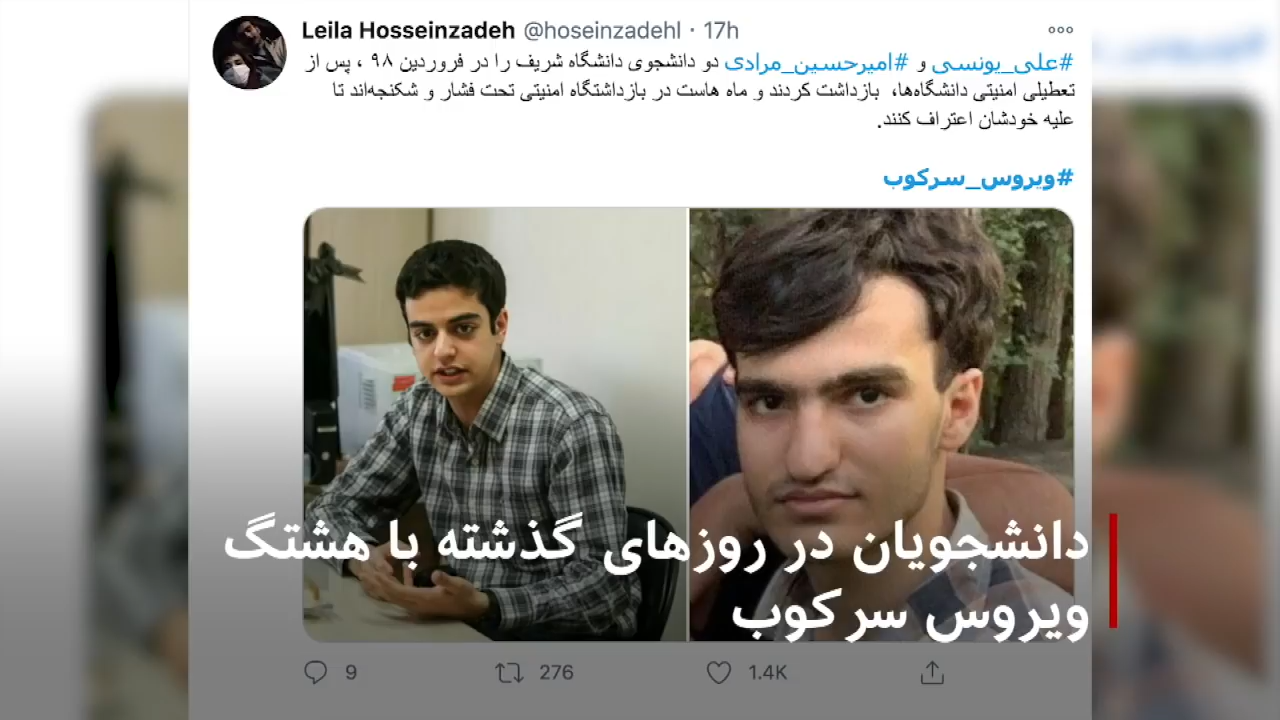 Leila Hosseinzadeh @hoseinzadehl · 17h
#علی_یونسی و #امیرحسین_مرادی دو دانشجوی دانشگاه شریف را در فروردین ۹۸ ، پس از
تعطیلی امنیتی دانشگاه‌ها، بازداشت کردند و ماه هاست در بازداشتگاه امنیتی تحت فشار و شکنجه‌اند تا
علیه خودشان اعتراف کنند.
#ویروس_سرکوب
دانشجویان در روزهای گذشته با هشتگ
ویروس سرکوب
9 276 1.4K